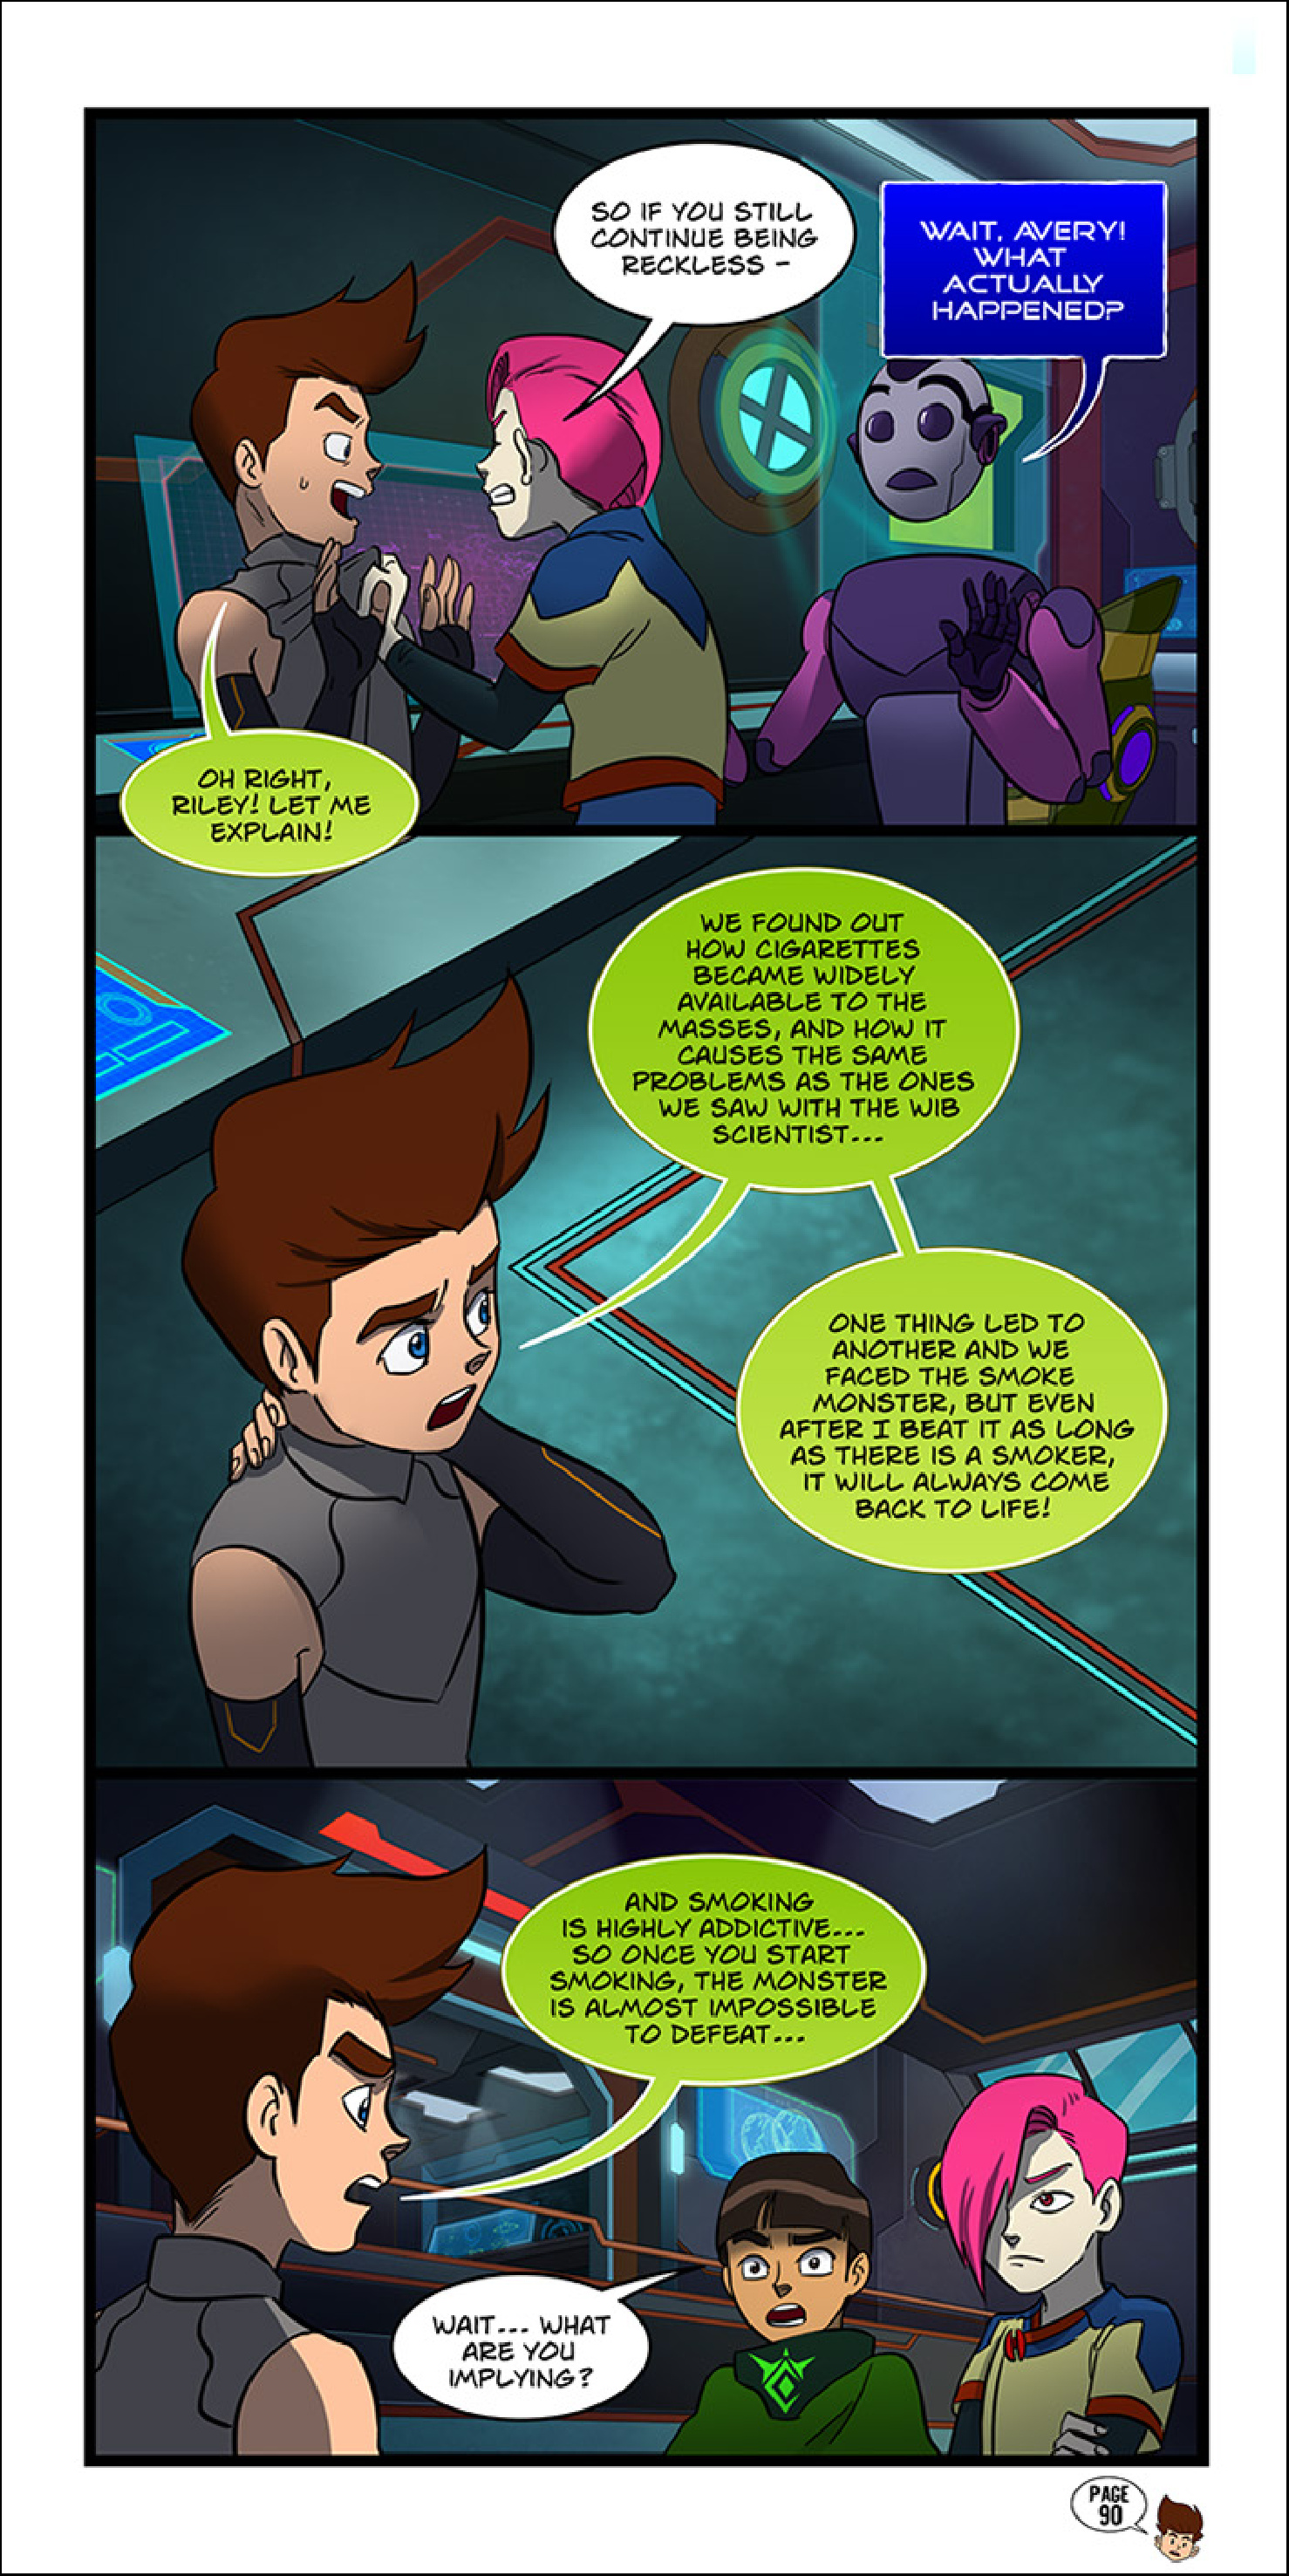 SO IF YOU STILL
CONTINUE BEING
RECKLESS -
WAIT, AVERY!
WHAT
ACTUALLY
HAPPENED?
OH RIGHT,
RILEY! LET ME
EXPLAIN!
WE FOUND OUT
HOW CIGARETTES
BECAME WIDELY
AVAILABLE TO THE
MASSES, AND HOW IT
CAUSES THE SAME
PROBLEMS AS THE ONES
WE SAW WITH THE WIB
SCIENTIST...
ONE THING LED TO
ANOTHER AND WE
FACED THE SMOKE
MONSTER, BUT EVEN
AFTER I BEAT IT AS LONG
AS THERE IS A SMOKER,
IT WILL ALWAYS COME
BACK TO LIFE!
AND SMOKING
IS HIGHLY ADDICTIVE...
SO ONCE YOU START
SMOKING, THE MONSTER
IS ALMOST IMPOSSIBLE
TO DEFEAT...
WAIT... WHAT
ARE YOU
IMPLYING?
PAGE
90